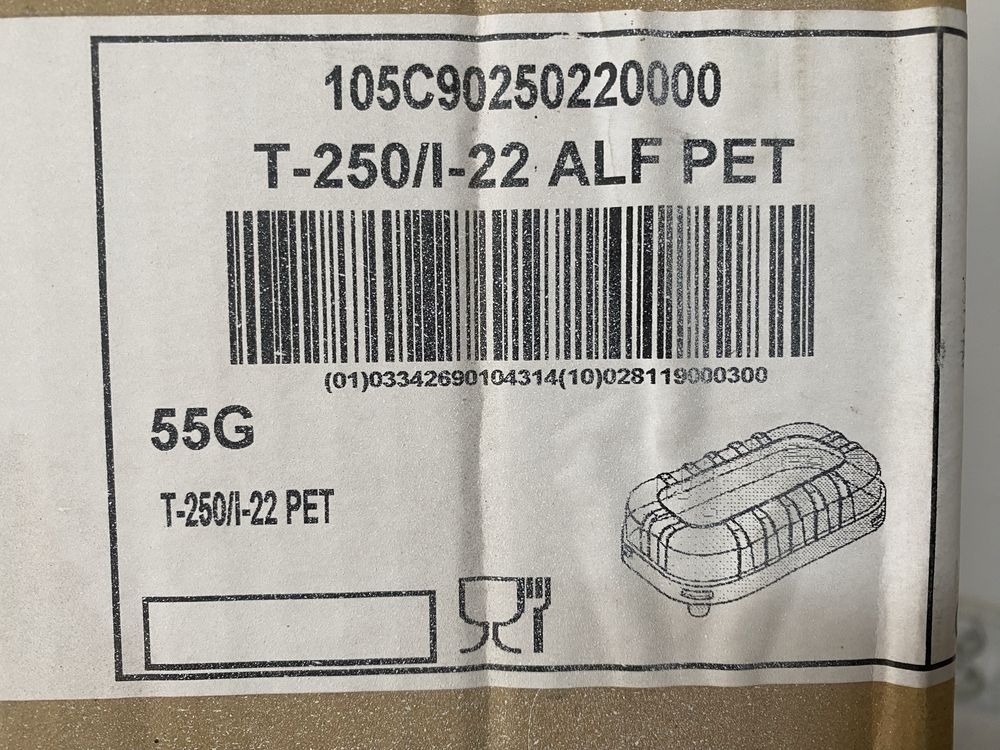 105C90250220000
T-250/I-22 ALF PET
(01)03342690104314(10)028119000300
55G
T-250/I-22 PET